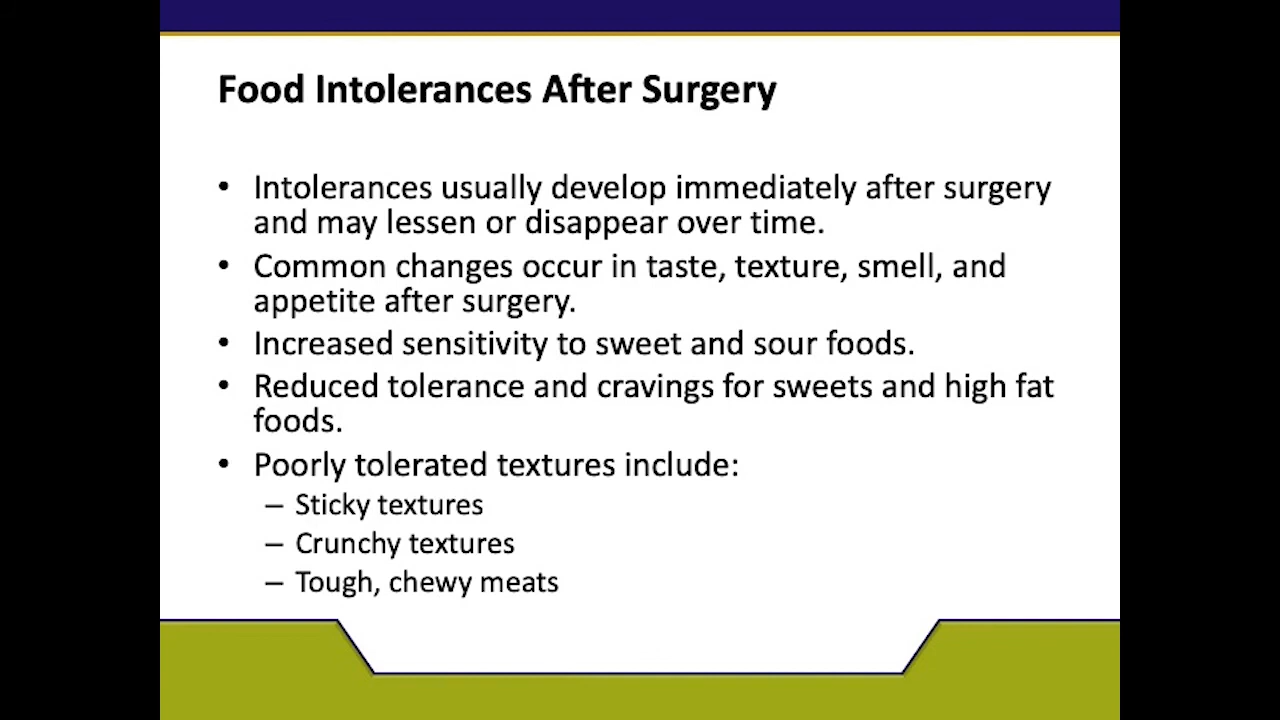 Food Intolerances After Surgery
• Intolerances usually develop immediately after surgery
and may lessen or disappear over time.
• Common changes occur in taste, texture, smell, and
appetite after surgery.
• Increased sensitivity to sweet and sour foods.
• Reduced tolerance and cravings for sweets and high fat
foods.
• Poorly tolerated textures include:
– Sticky textures
– Crunchy textures
– Tough, chewy meats